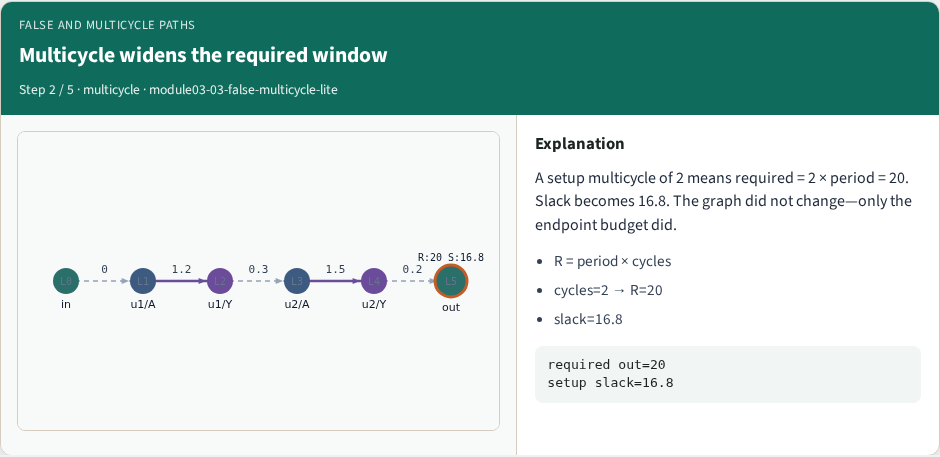 FALSE AND MULTICYCLE PATHS
Multicycle widens the required window
Step 2 / 5 · multicycle · module03-03-false-multicycle-lite
R:20 S:16.8
0 1.2 0.3 1.5 0.2
L0 L1 L2 L3 L4 L5
in u1/A u1/Y u2/A u2/Y out
Explanation
A setup multicycle of 2 means required = 2 × period = 20.
Slack becomes 16.8. The graph did not change—only the
endpoint budget did.
• R = period × cycles
• cycles=2 → R=20
• slack=16.8
required out=20
setup slack=16.8